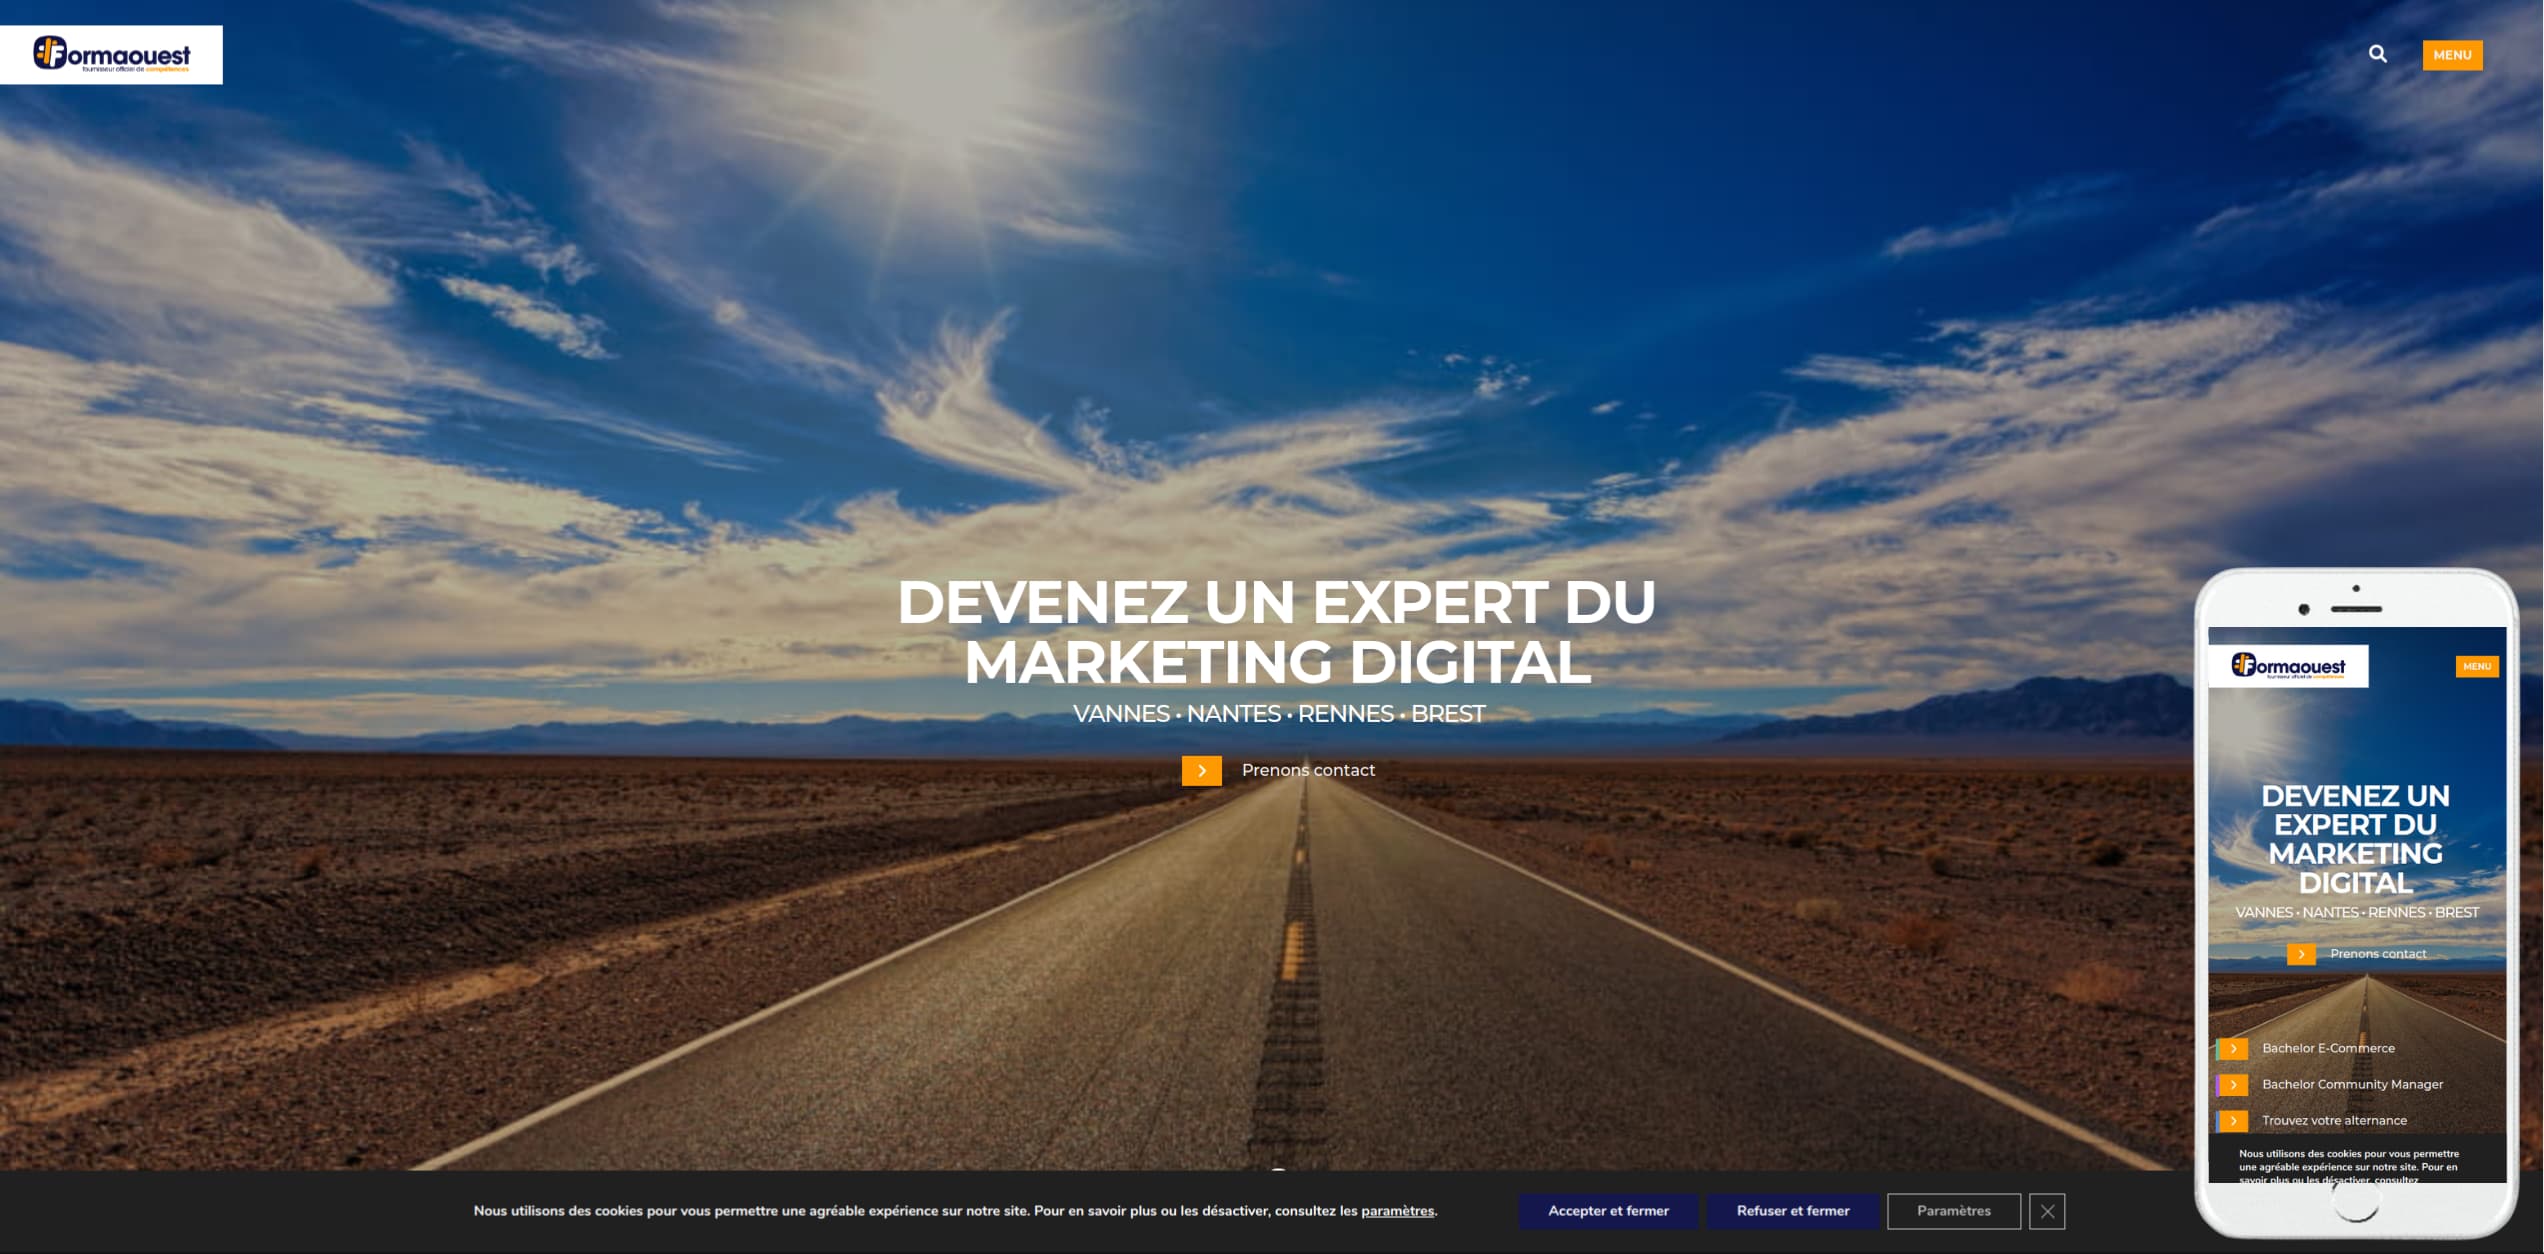 Formaouest
fournisseur officiel de compétences
MENU
DEVENEZ UN EXPERT DU
MARKETING DIGITAL
VANNES • NANTES • RENNES • BREST
Prenons contact
Nous utilisons des cookies pour vous permettre une agréable expérience sur notre site. Pour en savoir plus ou les désactiver, consultez les paramètres.
Accepter et fermer
Refuser et fermer
Paramètres
Formaouest
fournisseur officiel de compétences
MENU
DEVENEZ UN
EXPERT DU
MARKETING
DIGITAL
VANNES • NANTES • RENNES • BREST
Prenons contact
Bachelor E-Commerce
Bachelor Community Manager
Trouvez votre alternance
Nous utilisons des cookies pour vous permettre
une agréable expérience sur notre site. Pour en
savoir plus ou les désactiver, consultez